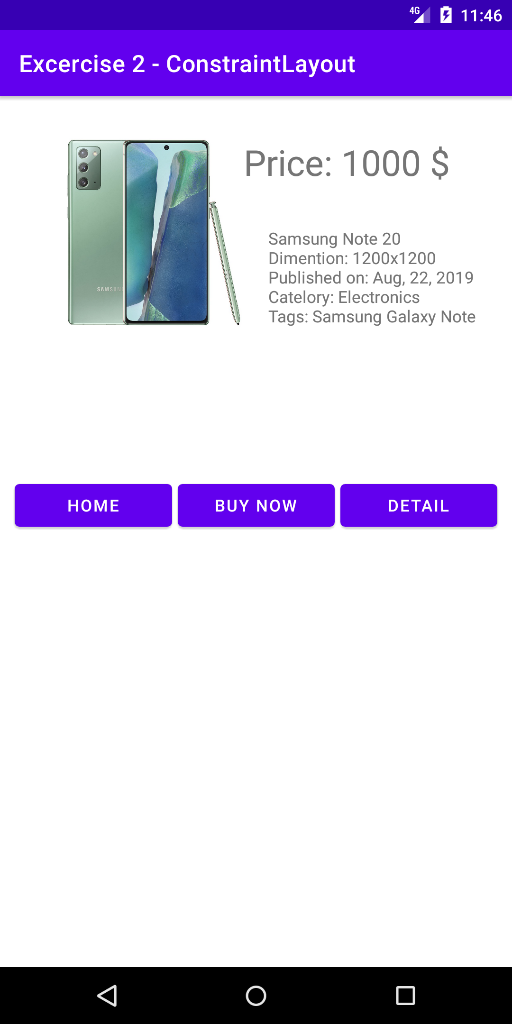 4G 11:46
Excercise 2 - ConstraintLayout
Price: 1000 $
Samsung Note 20
Dimention: 1200x1200
Published on: Aug, 22, 2019
Catelory: Electronics
Tags: Samsung Galaxy Note
SAMSUNG
HOME BUY NOW DETAIL